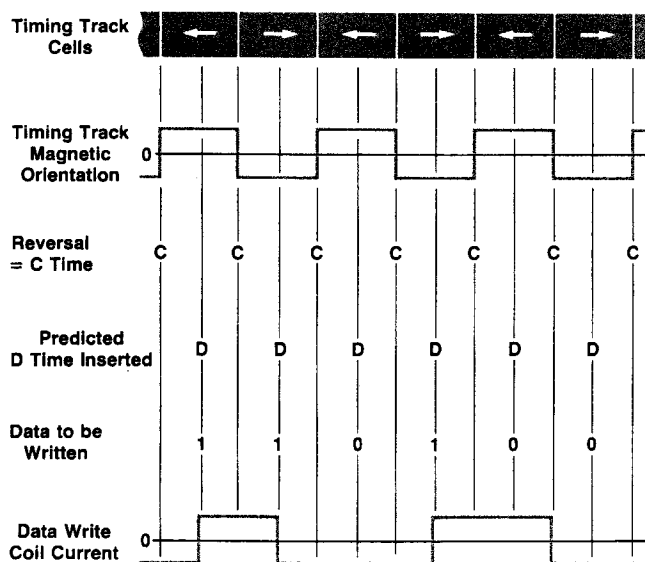 Timing Track
Cells
Timing Track
Magnetic
Orientation
0
Reversal
= C Time
C C C C C C C
Predicted
D Time Inserted
D D D D D D
Data to be
Written
1 1 0 1 0 0
Data Write
Coil Current
0